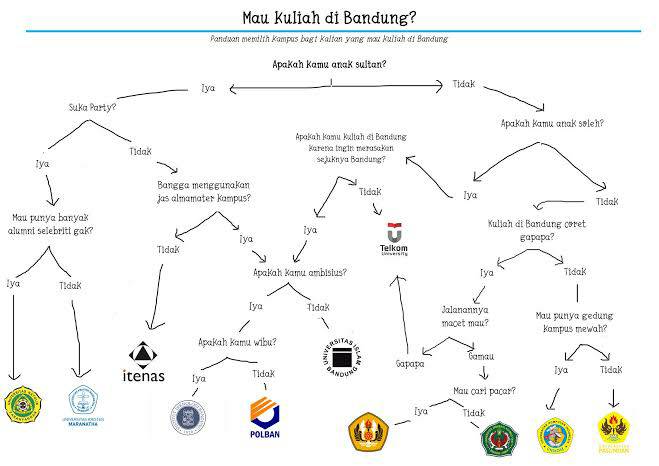 Mau Kuliah di Bandung?
Panduan memilih Kampus bagi Kalian yang mau Kuliah di Bandung
Apakah Kamu anak sultan?
Iya
Tidak
Suka Party?
Apakah Kamu anak soleh?
Apakah Kamu Kuliah di Bandung
Karena ingin merasakan
sejuknya Bandung?
Iya
Tidak
Bangga menggunakan
jas almamater Kampus?
Tidak
Iya
Tidak
Mau punya banyak
alumni selebriti gak?
Iya
Telkom
University
Kuliah di Bandung coret
gapapa?
Tidak
Iya
Apakah Kamu ambisius?
Iya
Tidak
Iya
Tidak
Iya
Tidak
Jalanannya
macet mau?
Mau punya gedung
Kampus mewah?
Apakah Kamu wibu?
UNIVERSITAS ISLAM
BANDUNG
itenas
Gapapa
Gamau
Iya
Tidak
Iya
Tidak
Mau cari pacar?
Iya
Tidak
UNIVERSITAS KRISTEN
MARANATHA
POLBAN
PASUNDAN